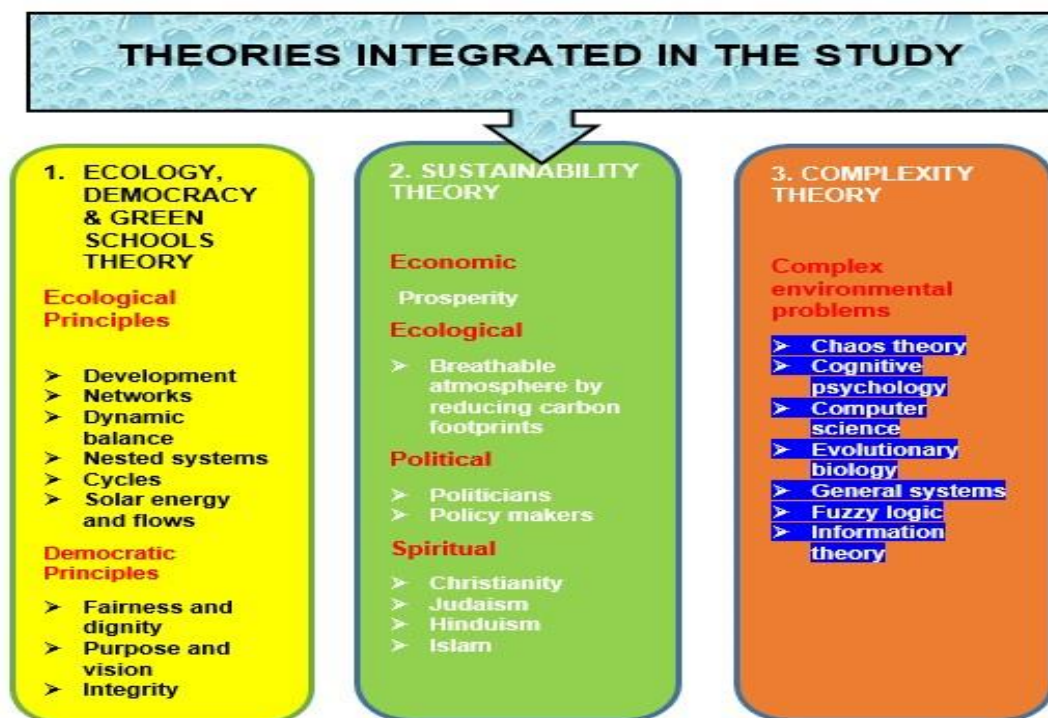 THEORIES INTEGRATED IN THE STUDY
1. ECOLOGY,
DEMOCRACY
& GREEN
SCHOOLS
THEORY
Ecological
Principles
➢ Development
➢ Networks
➢ Dynamic
balance
➢ Nested systems
➢ Cycles
➢ Solar energy
and flows
Democratic
Principles
➢ Fairness and
dignity
➢ Purpose and
vision
➢ Integrity
2. SUSTAINABILITY
THEORY
Economic
Prosperity
Ecological
➢ Breathable
atmosphere by
reducing carbon
footprints
Political
➢ Politicians
➢ Policy makers
Spiritual
➢ Christianity
➢ Judaism
➢ Hinduism
➢ Islam
3. COMPLEXITY
THEORY
Complex
environmental
problems
➢ Chaos theory
➢ Cognitive
psychology
➢ Computer
science
➢ Evolutionary
biology
➢ General systems
➢ Fuzzy logic
➢ Information
theory